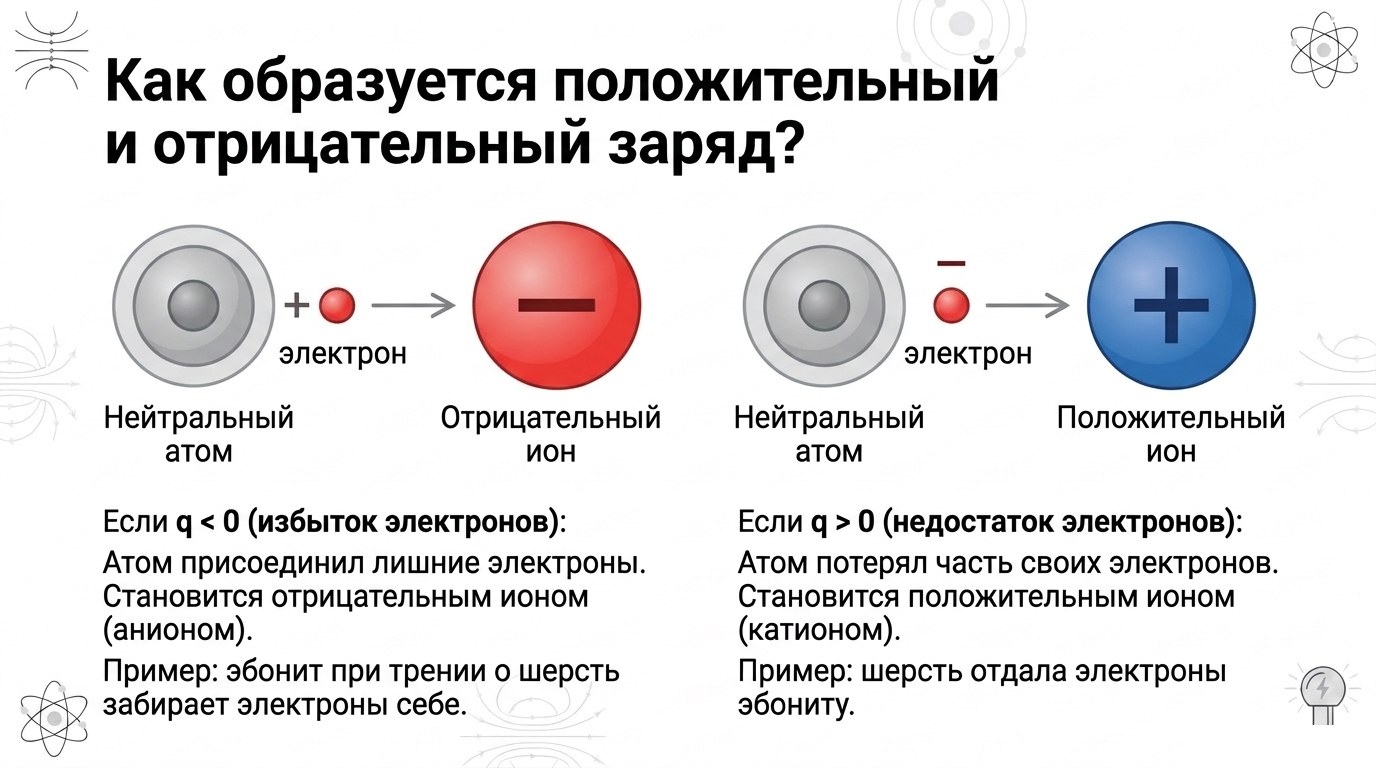 Как образуется положительный
и отрицательный заряд?
+
электрон
Нейтральный
атом
−
Отрицательный
ион
−
электрон
Нейтральный
атом
+
Положительный
ион
Если q < 0 (избыток электронов):
Атом присоединил лишние электроны.
Становится отрицательным ионом
(анионом).
Пример: эбонит при трении о шерсть
забирает электроны себе.
Если q > 0 (недостаток электронов):
Атом потерял часть своих электронов.
Становится положительным ионом
(катионом).
Пример: шерсть отдала электроны
эбониту.